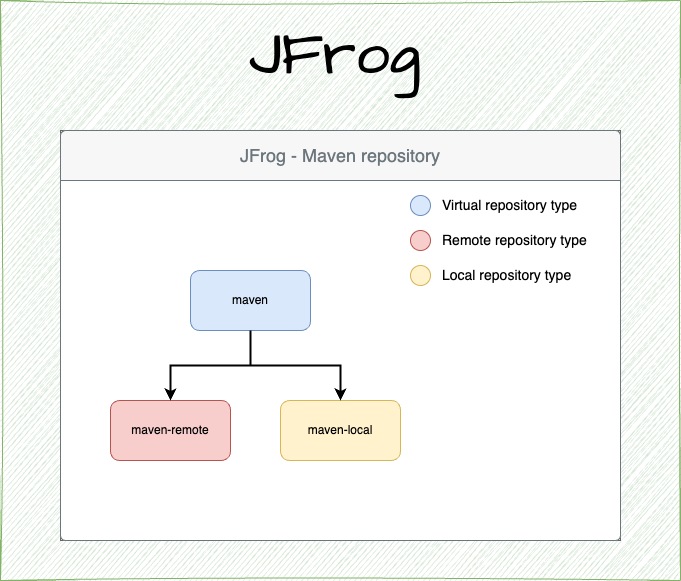 JFrog
JFrog - Maven repository
Virtual repository type
Remote repository type
Local repository type
maven
maven-remote
maven-local